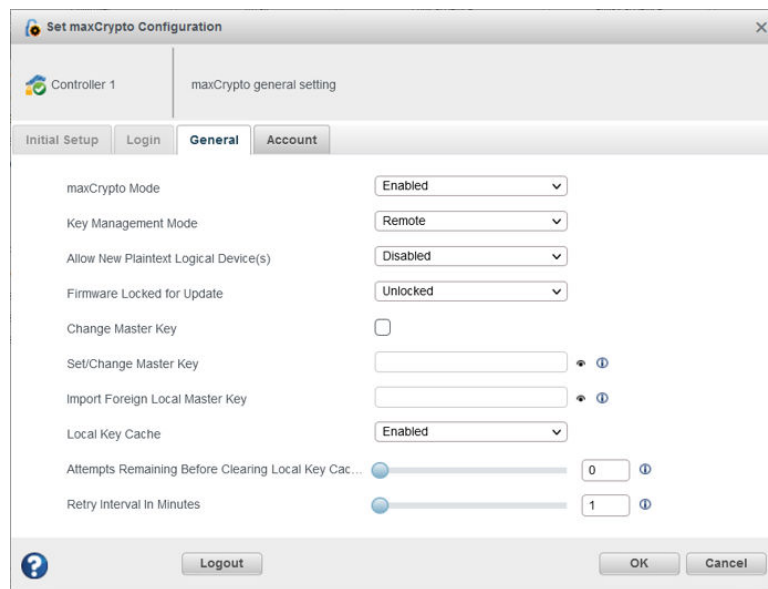 Set maxCrypto Configuration
Controller 1
maxCrypto general setting
Initial Setup Login General Account
maxCrypto Mode Enabled
Key Management Mode Remote
Allow New Plaintext Logical Device(s) Disabled
Firmware Locked for Update Unlocked
Change Master Key
Set/Change Master Key
Import Foreign Local Master Key
Local Key Cache Enabled
Attempts Remaining Before Clearing Local Key Cac... 0
Retry Interval In Minutes 1
? Logout OK Cancel